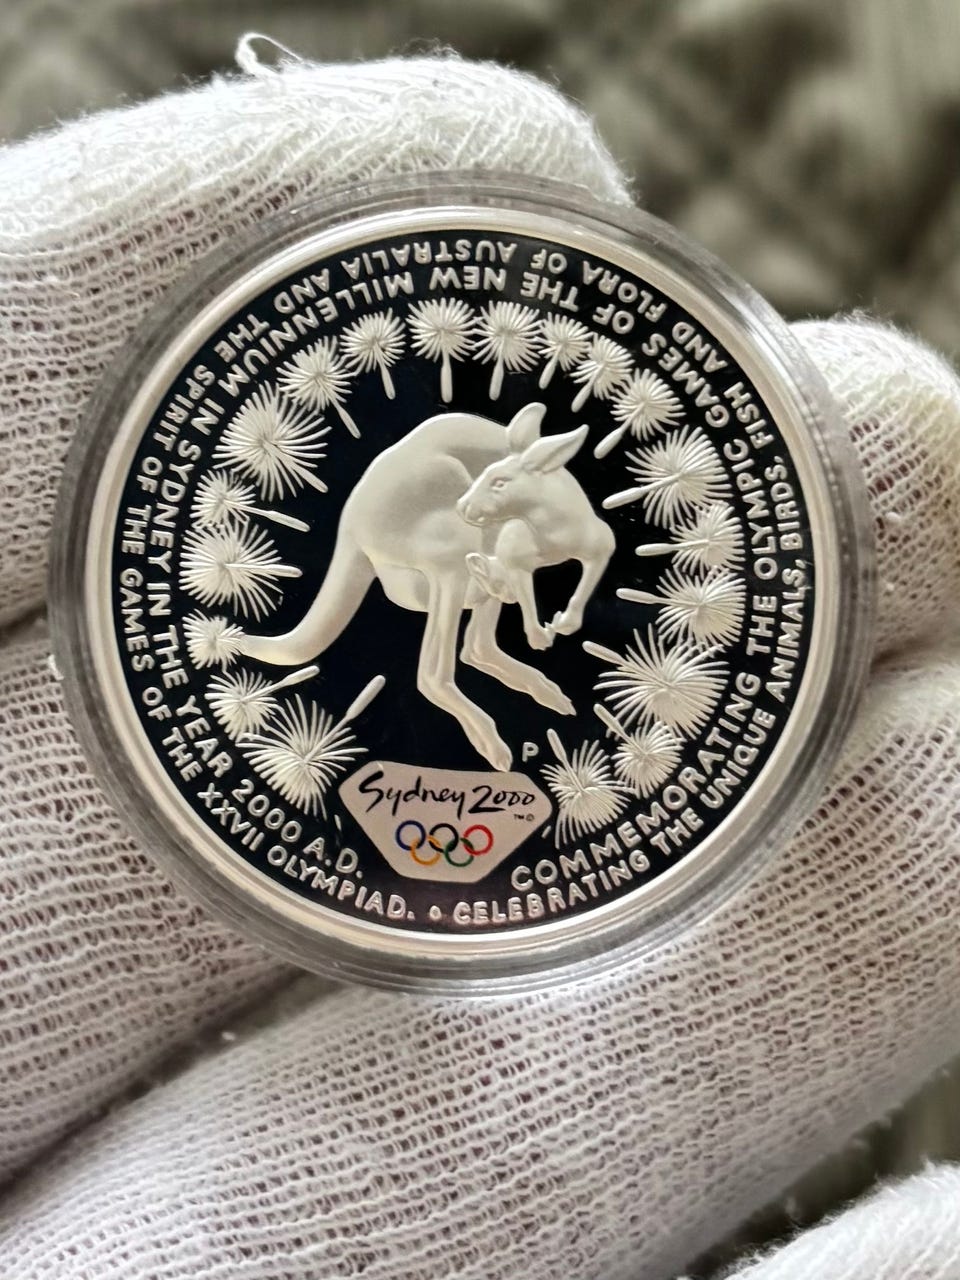 COMMEMORATING THE OLYMPIC GAMES OF THE NEW MILLENNIUM IN SYDNEY IN THE YEAR 2000 A.D.
CELEBRATING THE UNIQUE ANIMALS, BIRDS, FISH AND FLORA OF AUSTRALIA AND THE SPIRIT OF THE GAMES OF THE XXVII OLYMPIAD.
P
Sydney 2000
™©